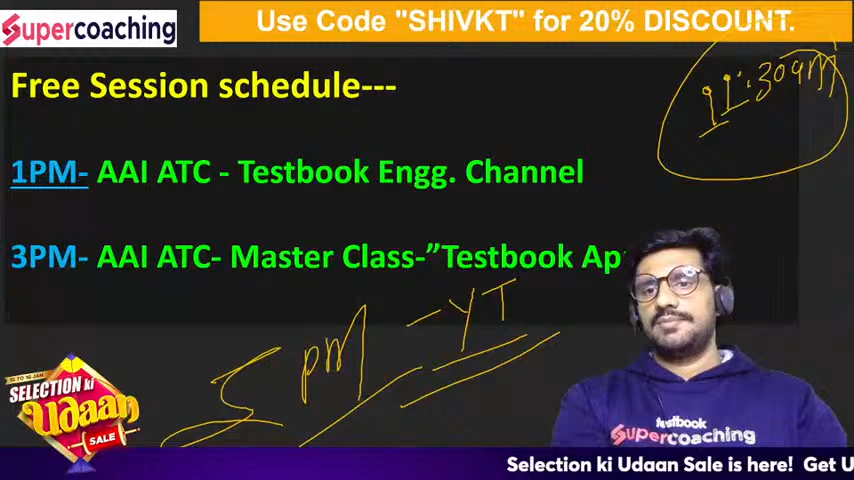 Supercoaching
Use Code "SHIVKT" for 20% DISCOUNT.
Free Session schedule---
11:30am
1PM- AAI ATC - Testbook Engg. Channel
3PM- AAI ATC- Master Class-”Testbook Ap
5 pm - YT
SELECTION ki
udaan
SALE
testbook
Supercoaching
Selection ki Udaan Sale is here! Get U